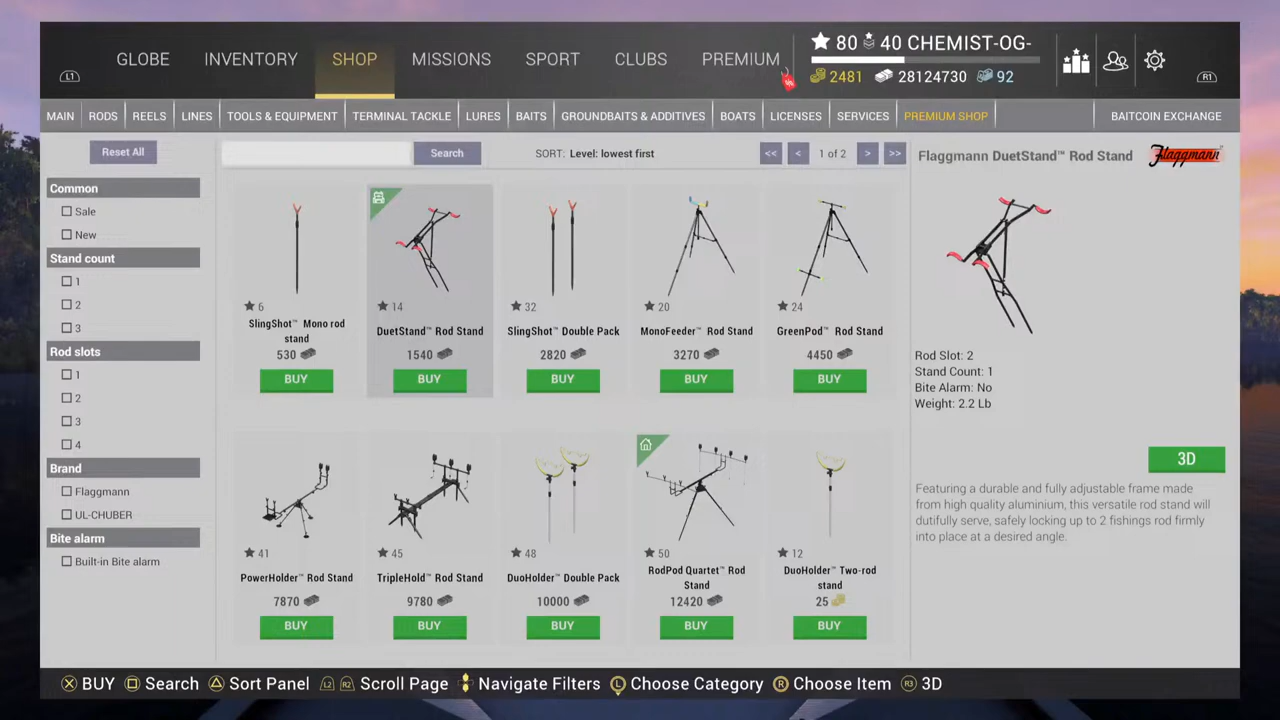 GLOBE INVENTORY SHOP MISSIONS SPORT CLUBS PREMIUM
80 40 CHEMIST-OG-
2481 28124730 92
L1 R1
MAIN RODS REELS LINES TOOLS & EQUIPMENT TERMINAL TACKLE LURES BAITS GROUNDBAITS & ADDITIVES BOATS LICENSES SERVICES PREMIUM SHOP BAITCOIN EXCHANGE
Reset All
Search
SORT: Level: lowest first
<< < 1 of 2 > >>
Common
Sale
New
Stand count
1
2
3
Rod slots
1
2
3
4
Brand
Flaggmann
UL-CHUBER
Bite alarm
Built-in Bite alarm
6
SlingShot™ Mono rod
stand
530
BUY
14
DuetStand™ Rod Stand
1540
BUY
32
SlingShot™ Double Pack
2820
BUY
20
MonoFeeder™ Rod Stand
3270
BUY
24
GreenPod™ Rod Stand
4450
BUY
41
PowerHolder™ Rod Stand
7870
BUY
45
TripleHold™ Rod Stand
9780
BUY
48
DuoHolder™ Double Pack
10000
BUY
50
RodPod Quartet™ Rod
Stand
12420
BUY
12
DuoHolder™ Two-rod
stand
25
BUY
Flaggmann DuetStand™ Rod Stand
Flaggmann
Rod Slot: 2
Stand Count: 1
Bite Alarm: No
Weight: 2.2 Lb
3D
Featuring a durable and fully adjustable frame made
from high quality aluminium, this versatile rod stand will
dutifully serve, safely locking up to 2 fishings rod firmly
into place at a desired angle.
BUY Search Sort Panel L2 R2 Scroll Page Navigate Filters L Choose Category R Choose Item R3 3D